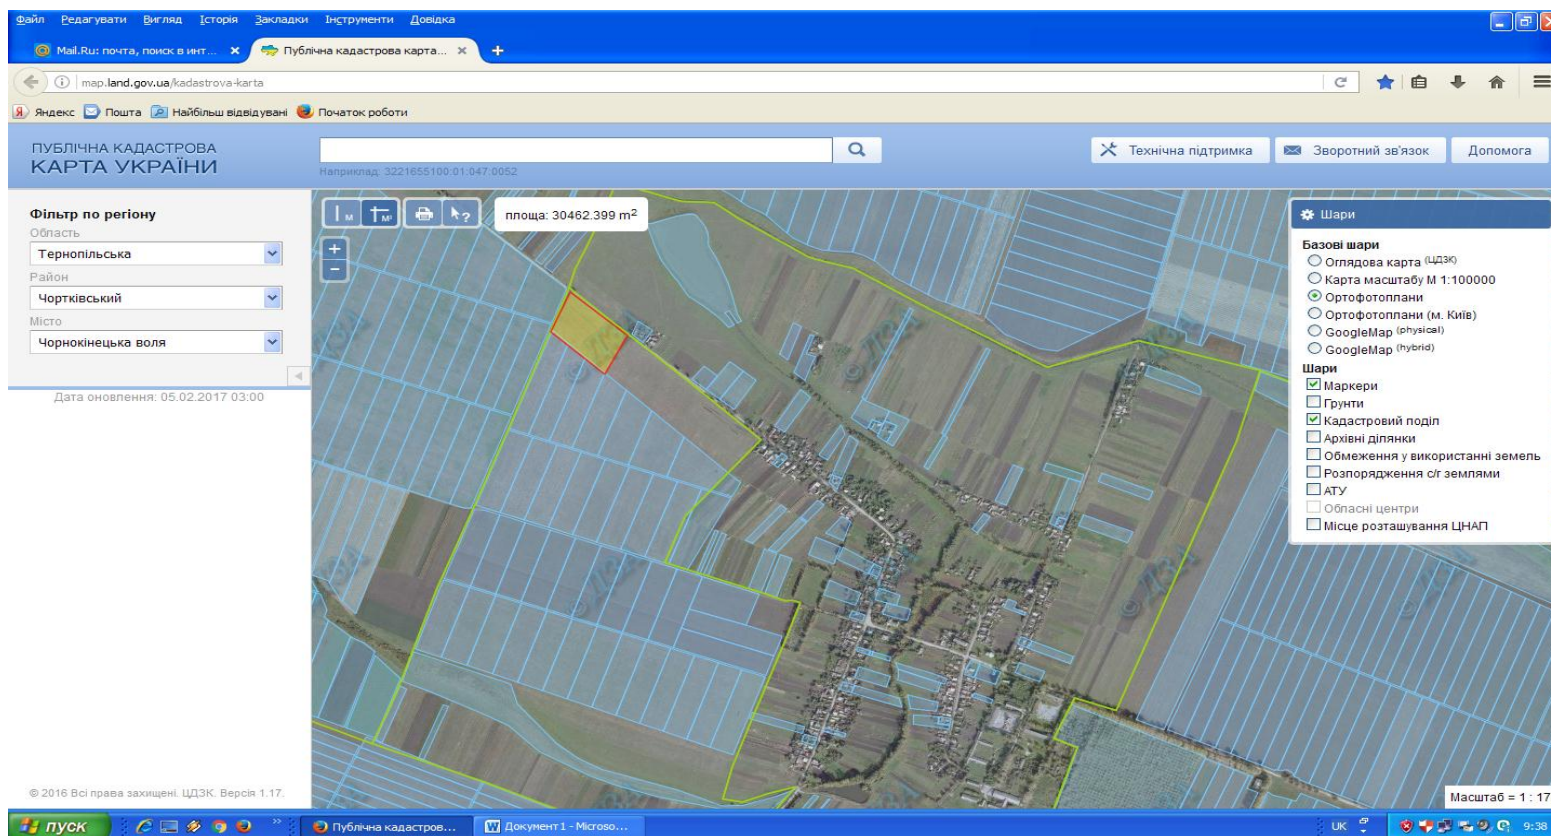 Файл Редагувати Вигляд Історія Закладки Інструменти Довідка
Mail.Ru: почта, поиск в инт...
Публічна кадастрова карта...
map.land.gov.ua/kadastrova-karta
Яндекс Пошта Найбільш відвідувані Початок роботи
ПУБЛІЧНА КАДАСТРОВА
КАРТА УКРАЇНИ
Наприклад: 3221655100:01:047:0052
Технічна підтримка
Зворотний зв'язок
Допомога
Фільтр по регіону
Область
Тернопільська
Район
Чортківський
Місто
Чорнокінецька воля
Дата оновлення: 05.02.2017 03:00
м
м²
площа: 30462.399 m²
Шари
Базові шари
Оглядова карта (ЦДЗК)
Карта масштабу М 1:100000
Ортофотоплани
Ортофотоплани (м. Київ)
GoogleMap (physical)
GoogleMap (hybrid)
Шари
Маркери
Грунти
Кадастровий поділ
Архівні ділянки
Обмеження у використанні земель
Розпорядження с/г землями
АТУ
Обласні центри
Місце розташування ЦНАП
© ДЗА
© 2016 Всі права захищені. ЦДЗК. Версія 1.17.
Масштаб = 1 : 17
пуск
Публічна кадастров...
Документ1 - Microso...
UK
9:38